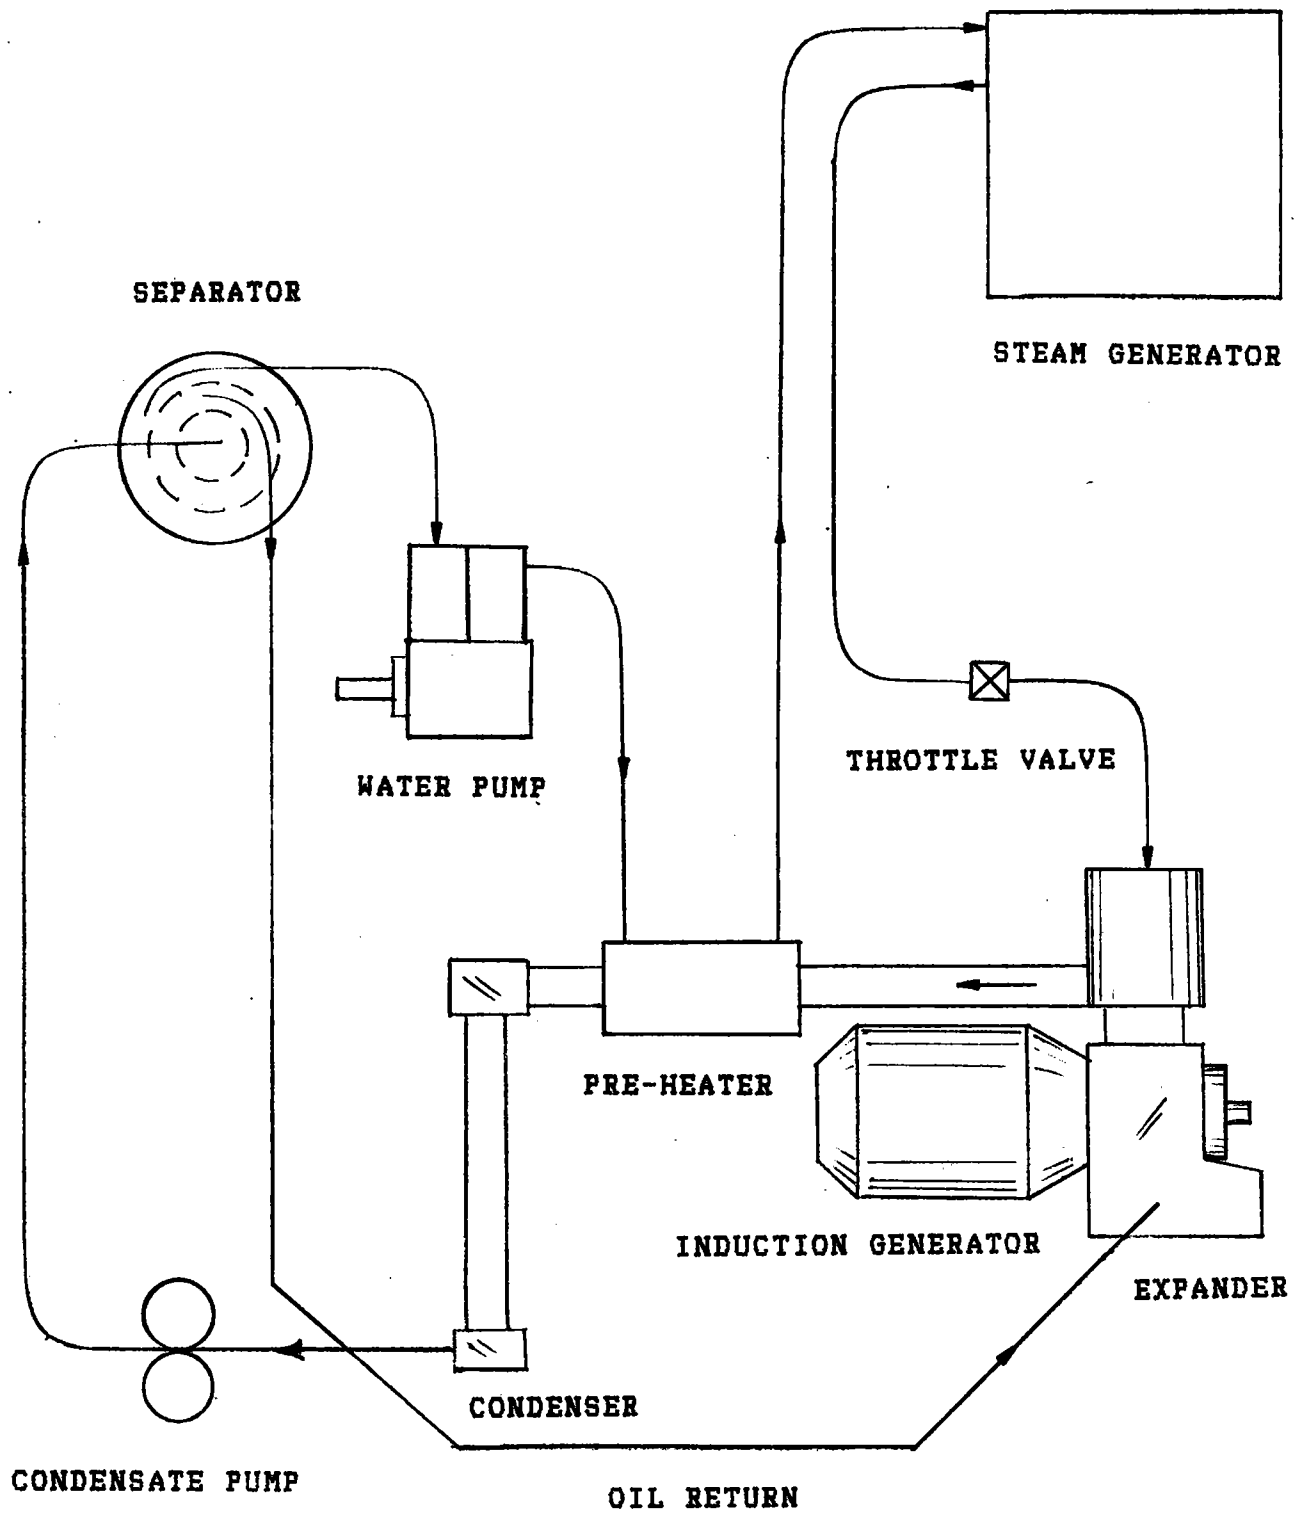 SEPARATOR
STEAM GENERATOR
THROTTLE VALVE
WATER PUMP
PRE-HEATER
INDUCTION GENERATOR
EXPANDER
CONDENSER
CONDENSATE PUMP
OIL RETURN